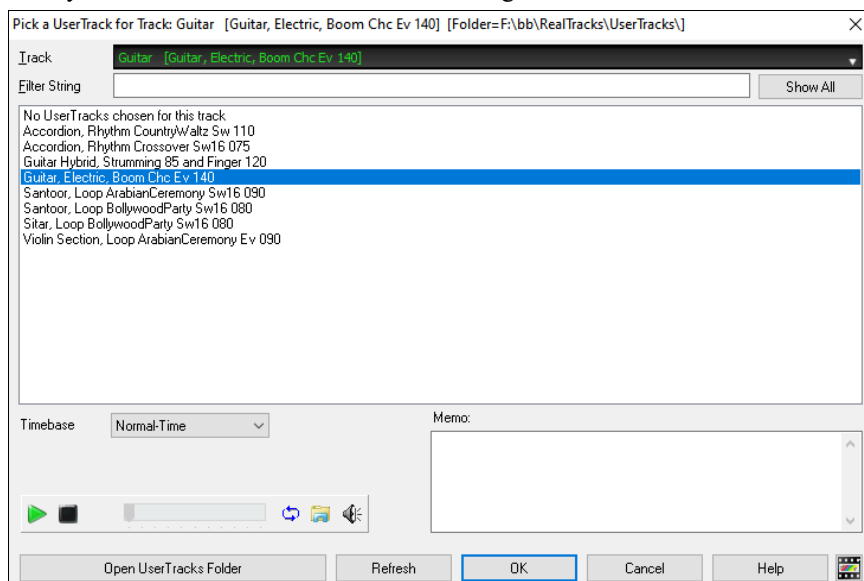 Pick a UserTrack for Track: Guitar [Guitar, Electric, Boom Chc Ev 140] [Folder=F:\bb\RealTracks\UserTracks\]
Track Guitar [Guitar, Electric, Boom Chc Ev 140]
Filter String Show All
No UserTracks chosen for this track
Accordion, Rhythm CountryWaltz Sw 110
Accordion, Rhythm Crossover Sw16 075
Guitar Hybrid, Strumming 85 and Finger 120
Guitar, Electric, Boom Chc Ev 140
Santoor, Loop ArabianCeremony Sw16 090
Santoor, Loop BollywoodParty Sw16 080
Sitar, Loop BollywoodParty Sw16 080
Violin Section, Loop ArabianCeremony Ev 090
Timebase Normal-Time Memo:
Open UserTracks Folder Refresh OK Cancel Help